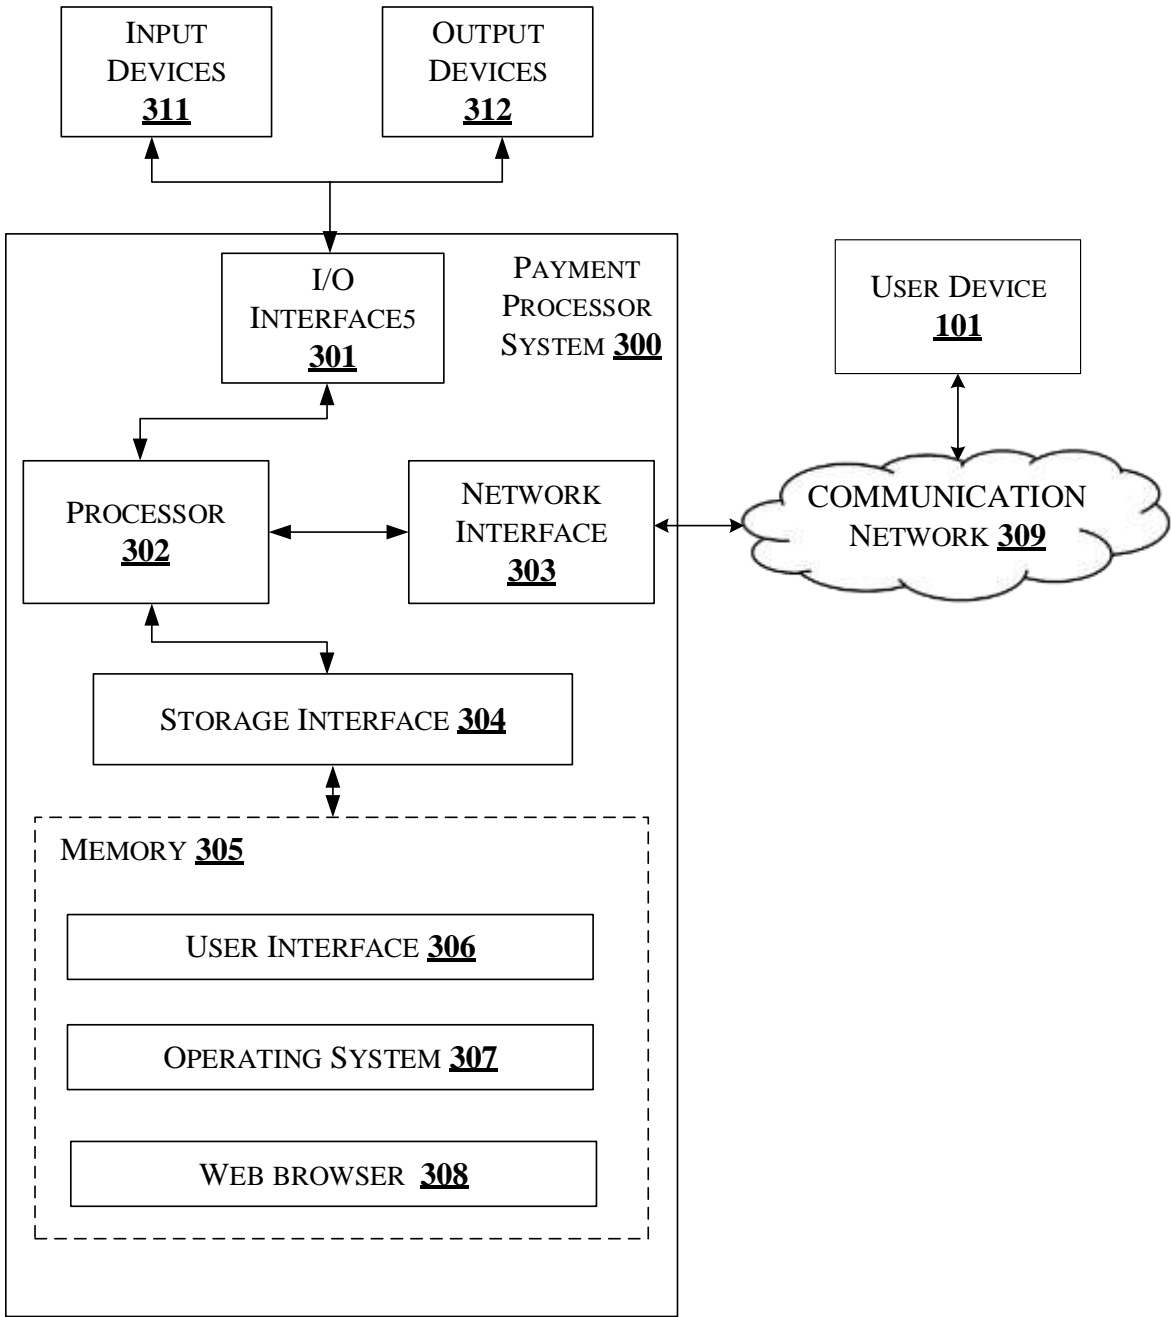 INPUT
DEVICES
311
OUTPUT
DEVICES
312
I/O
INTERFACE5
301
PAYMENT
PROCESSOR
SYSTEM 300
USER DEVICE
101
PROCESSOR
302
NETWORK
INTERFACE
303
COMMUNICATION
NETWORK 309
STORAGE INTERFACE 304
MEMORY 305
USER INTERFACE 306
OPERATING SYSTEM 307
WEB BROWSER 308